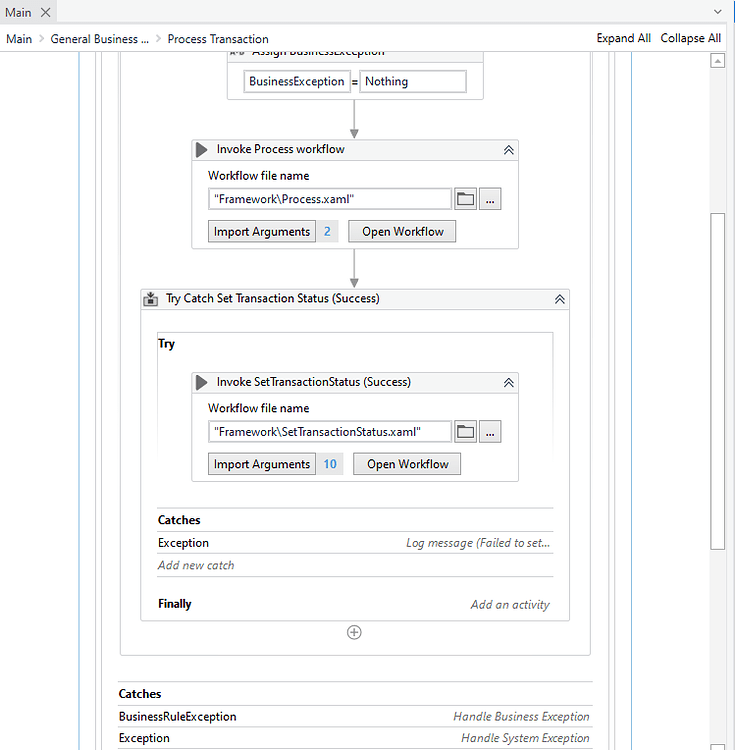 Main
Main General Business ... Process Transaction Expand All Collapse All
Assign BusinessException
BusinessException = Nothing
Invoke Process workflow
Workflow file name
"Framework\Process.xaml" ...
Import Arguments 2 Open Workflow
Try Catch Set Transaction Status (Success)
Try
Invoke SetTransactionStatus (Success)
Workflow file name
"Framework\SetTransactionStatus.xaml" ...
Import Arguments 10 Open Workflow
Catches
Exception Log message (Failed to set...
Add new catch
Finally Add an activity
Catches
BusinessRuleException Handle Business Exception
Exception Handle System Exception